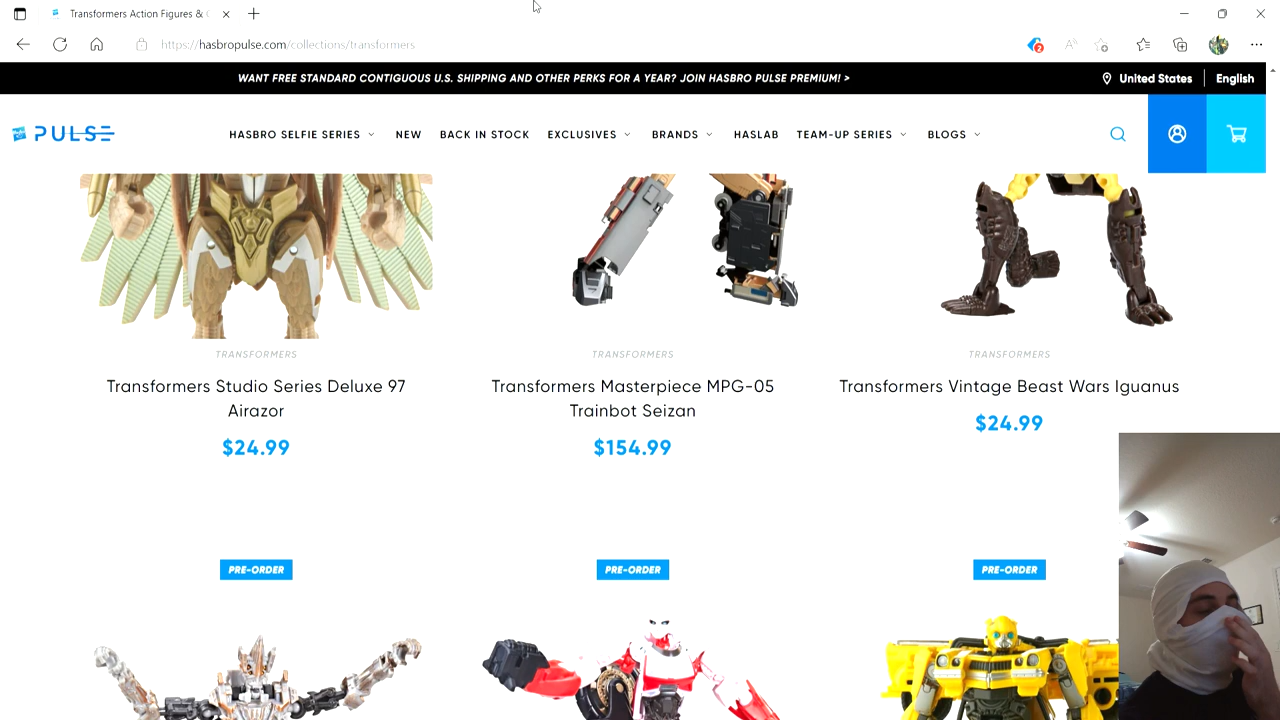 Transformers Action Figures &
https://hasbropulse.com/collections/transformers
2
WANT FREE STANDARD CONTIGUOUS U.S. SHIPPING AND OTHER PERKS FOR A YEAR? JOIN HASBRO PULSE PREMIUM! >
United States
English
PULSE
HASBRO SELFIE SERIES
NEW
BACK IN STOCK
EXCLUSIVES
BRANDS
HASLAB
TEAM-UP SERIES
BLOGS
TRANSFORMERS
Transformers Studio Series Deluxe 97
Airazor
$24.99
TRANSFORMERS
Transformers Masterpiece MPG-05
Trainbot Seizan
$154.99
TRANSFORMERS
Transformers Vintage Beast Wars Iguanus
$24.99
PRE-ORDER
PRE-ORDER
PRE-ORDER